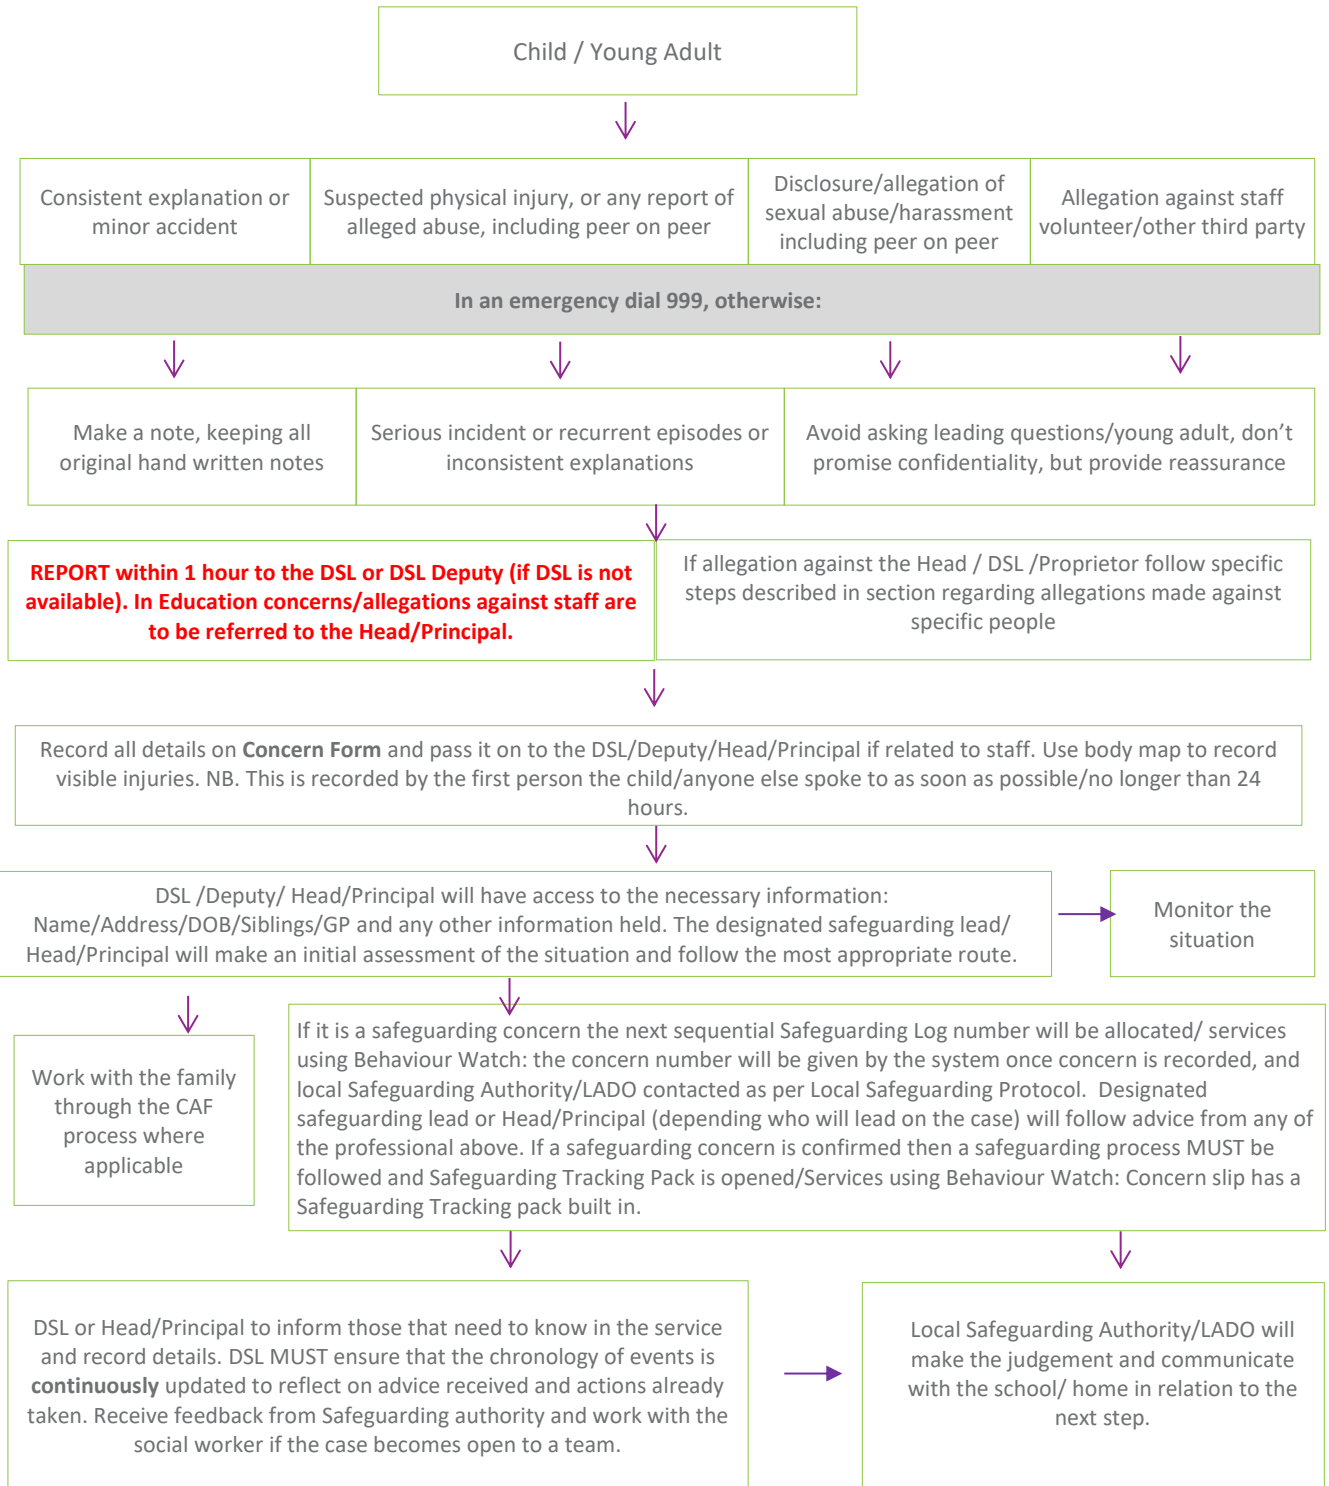 Child / Young Adult
Consistent explanation or
minor accident
Suspected physical injury, or any report of
alleged abuse, including peer on peer
Disclosure/allegation of
sexual abuse/harassment
including peer on peer
Allegation against staff
volunteer/other third party
In an emergency dial 999, otherwise:
Make a note, keeping all
original hand written notes
Serious incident or recurrent episodes or
inconsistent explanations
Avoid asking leading questions/young adult, don’t
promise confidentiality, but provide reassurance
REPORT within 1 hour to the DSL or DSL Deputy (if DSL is not
available). In Education concerns/allegations against staff are
to be referred to the Head/Principal.
If allegation against the Head / DSL /Proprietor follow specific
steps described in section regarding allegations made against
specific people
Record all details on Concern Form and pass it on to the DSL/Deputy/Head/Principal if related to staff. Use body map to record
visible injuries. NB. This is recorded by the first person the child/anyone else spoke to as soon as possible/no longer than 24
hours.
DSL /Deputy/ Head/Principal will have access to the necessary information:
Name/Address/DOB/Siblings/GP and any other information held. The designated safeguarding lead/
Head/Principal will make an initial assessment of the situation and follow the most appropriate route.
Monitor the
situation
Work with the family
through the CAF
process where
applicable
If it is a safeguarding concern the next sequential Safeguarding Log number will be allocated/ services
using Behaviour Watch: the concern number will be given by the system once concern is recorded, and
local Safeguarding Authority/LADO contacted as per Local Safeguarding Protocol.  Designated
safeguarding lead or Head/Principal (depending who will lead on the case) will follow advice from any of
the professional above. If a safeguarding concern is confirmed then a safeguarding process MUST be
followed and Safeguarding Tracking Pack is opened/Services using Behaviour Watch: Concern slip has a
Safeguarding Tracking pack built in.
DSL or Head/Principal to inform those that need to know in the service
and record details. DSL MUST ensure that the chronology of events is
continuously updated to reflect on advice received and actions already
taken. Receive feedback from Safeguarding authority and work with the
social worker if the case becomes open to a team.
Local Safeguarding Authority/LADO will
make the judgement and communicate
with the school/ home in relation to the
next step.